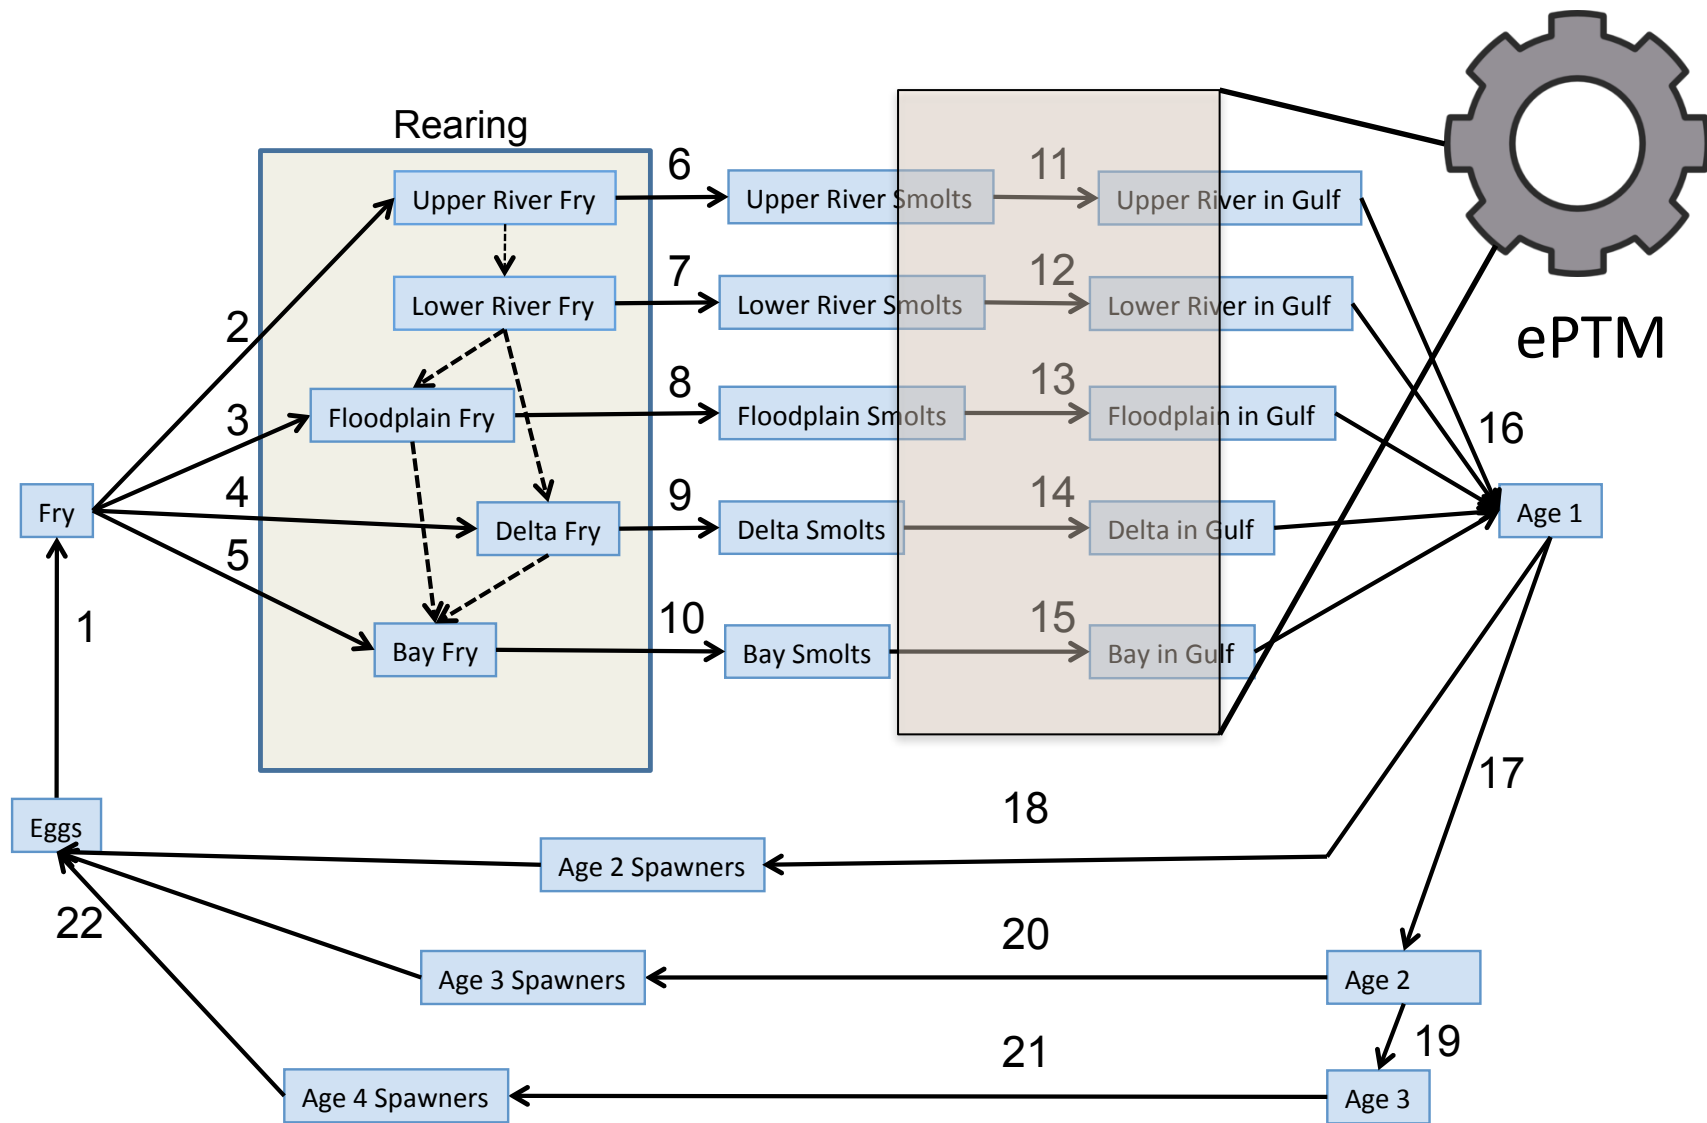 Rearing
6
11
Upper River Fry
Upper River Smolts
Upper River in Gulf
7
12
Lower River Fry
Lower River Smolts
Lower River in Gulf
ePTM
2
8
13
3
Floodplain Fry
Floodplain Smolts
Floodplain in Gulf
16
4
9
14
Fry
Delta Fry
Delta Smolts
Delta in Gulf
Age 1
5
1
10
15
Bay Fry
Bay Smolts
Bay in Gulf
17
18
Eggs
Age 2 Spawners
22
20
Age 3 Spawners
Age 2
21
19
Age 4 Spawners
Age 3